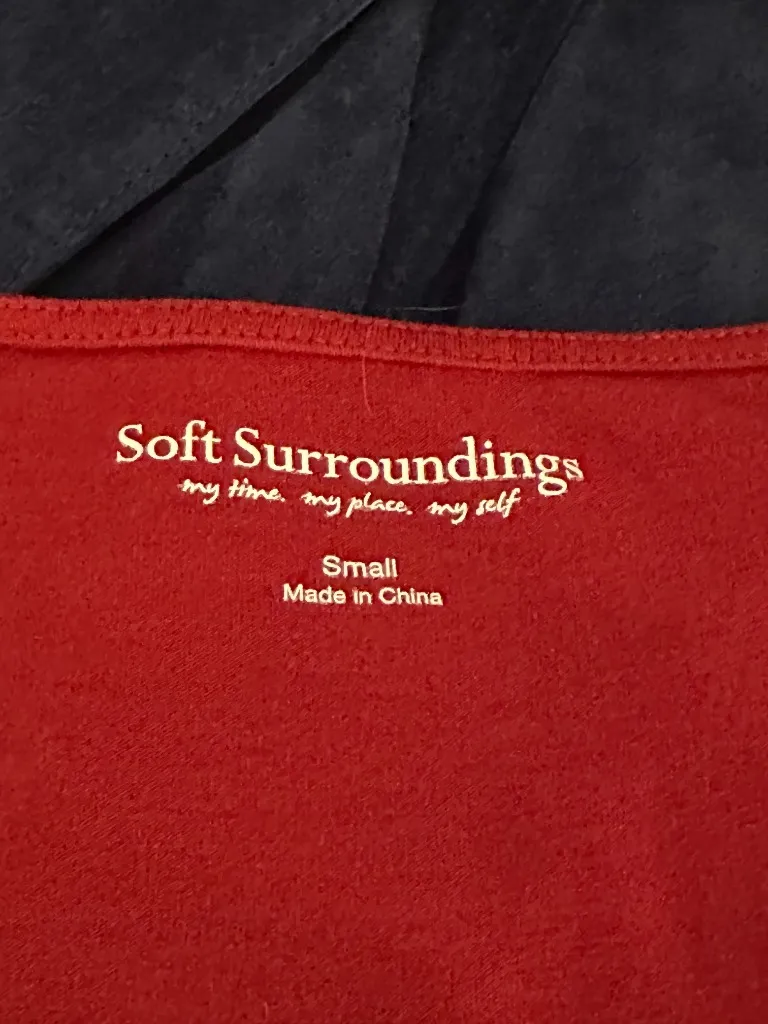 Soft Surroundings
my time. my place. my self
Small
Made in China